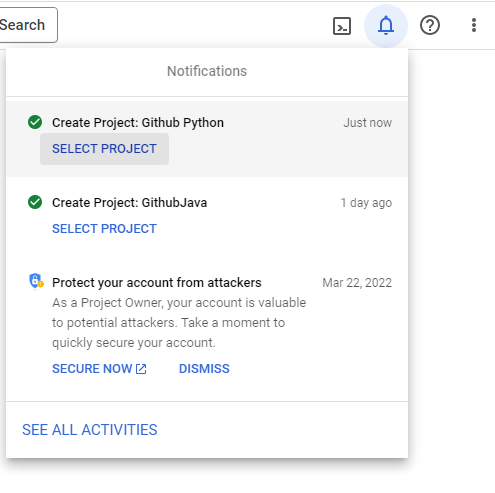 Search
Notifications
Create Project: Github Python Just now
SELECT PROJECT
Create Project: GithubJava 1 day ago
SELECT PROJECT
Protect your account from attackers Mar 22, 2022
As a Project Owner, your account is valuable
to potential attackers. Take a moment to
quickly secure your account.
SECURE NOW DISMISS
SEE ALL ACTIVITIES